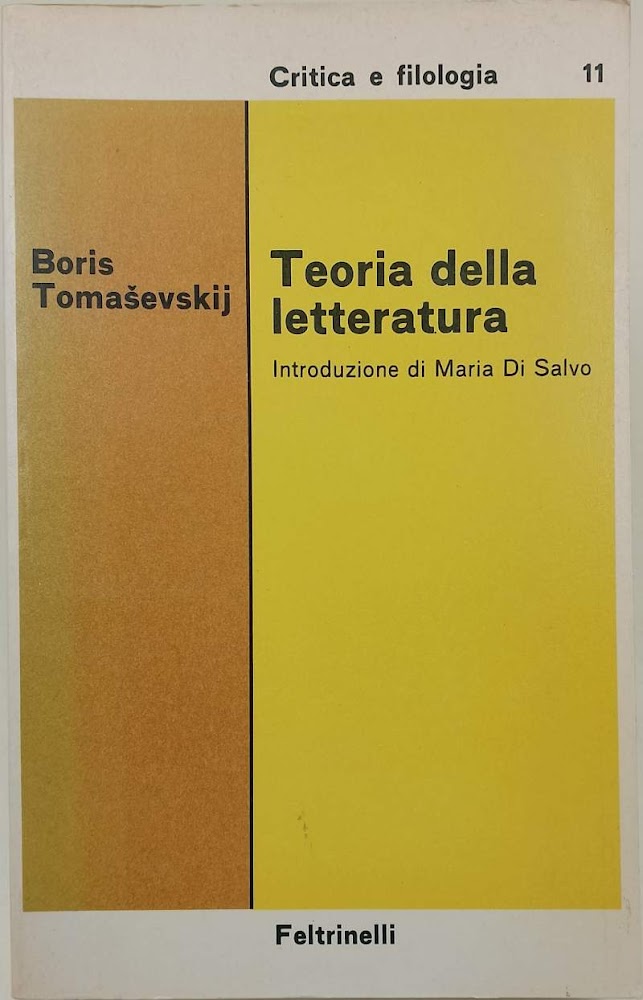 Critica e filologia 11
Boris
Tomaševskij
Teoria della
letteratura
Introduzione di Maria Di Salvo
Feltrinelli